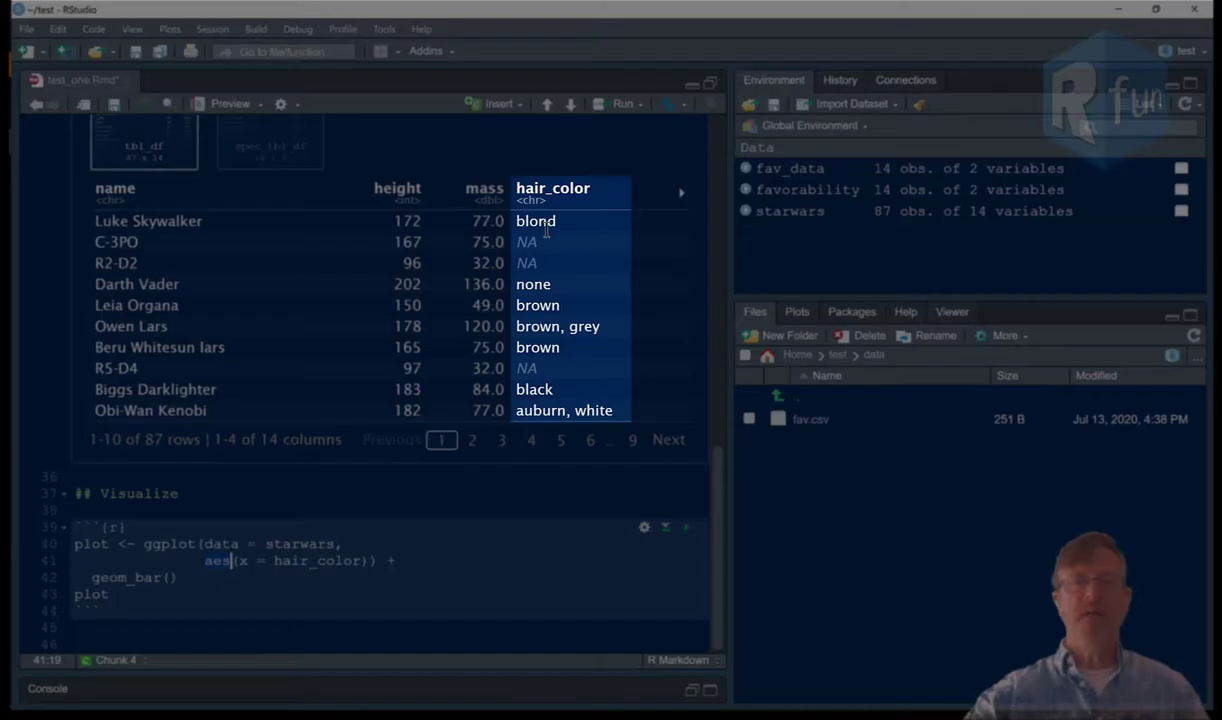 ~/test - RStudio
File Edit Code View Plots Session Build Debug Profile Tools Help
Go to file/function Addins test
test_one.Rmd*
Preview Insert Run
tbl_df
87 x 14
spec_tbl_df
name height mass hair_color
<chr> <int> <dbl> <chr>
Luke Skywalker 172 77.0 blond
C-3PO 167 75.0 NA
R2-D2 96 32.0 NA
Darth Vader 202 136.0 none
Leia Organa 150 49.0 brown
Owen Lars 178 120.0 brown, grey
Beru Whitesun lars 165 75.0 brown
R5-D4 97 32.0 NA
Biggs Darklighter 183 84.0 black
Obi-Wan Kenobi 182 77.0 auburn, white
1-10 of 87 rows | 1-4 of 14 columns Previous 1 2 3 4 5 6 … 9 Next
36
37 ## Visualize
38
39 ```{r}
40 plot <- ggplot(data = starwars,
41 aes(x = hair_color)) +
42 geom_bar()
43 plot
44 ```
45
46
41:19 Chunk 4 R Markdown
Console
Environment History Connections
Import Dataset List
Global Environment
Data
fav_data 14 obs. of 2 variables
favorability 14 obs. of 2 variables
starwars 87 obs. of 14 variables
R fun
Files Plots Packages Help Viewer
New Folder Delete Rename More
Home test data
Name Size Modified
..
fav.csv 251 B Jul 13, 2020, 4:38 PM